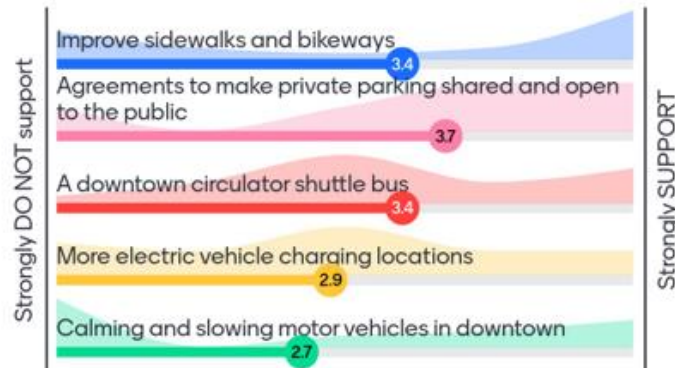 Strongly DO NOT support
Improve sidewalks and bikeways
3.4
Agreements to make private parking shared and open
to the public
3.7
A downtown circulator shuttle bus
3.4
More electric vehicle charging locations
2.9
Calming and slowing motor vehicles in downtown
2.7
Strongly SUPPORT